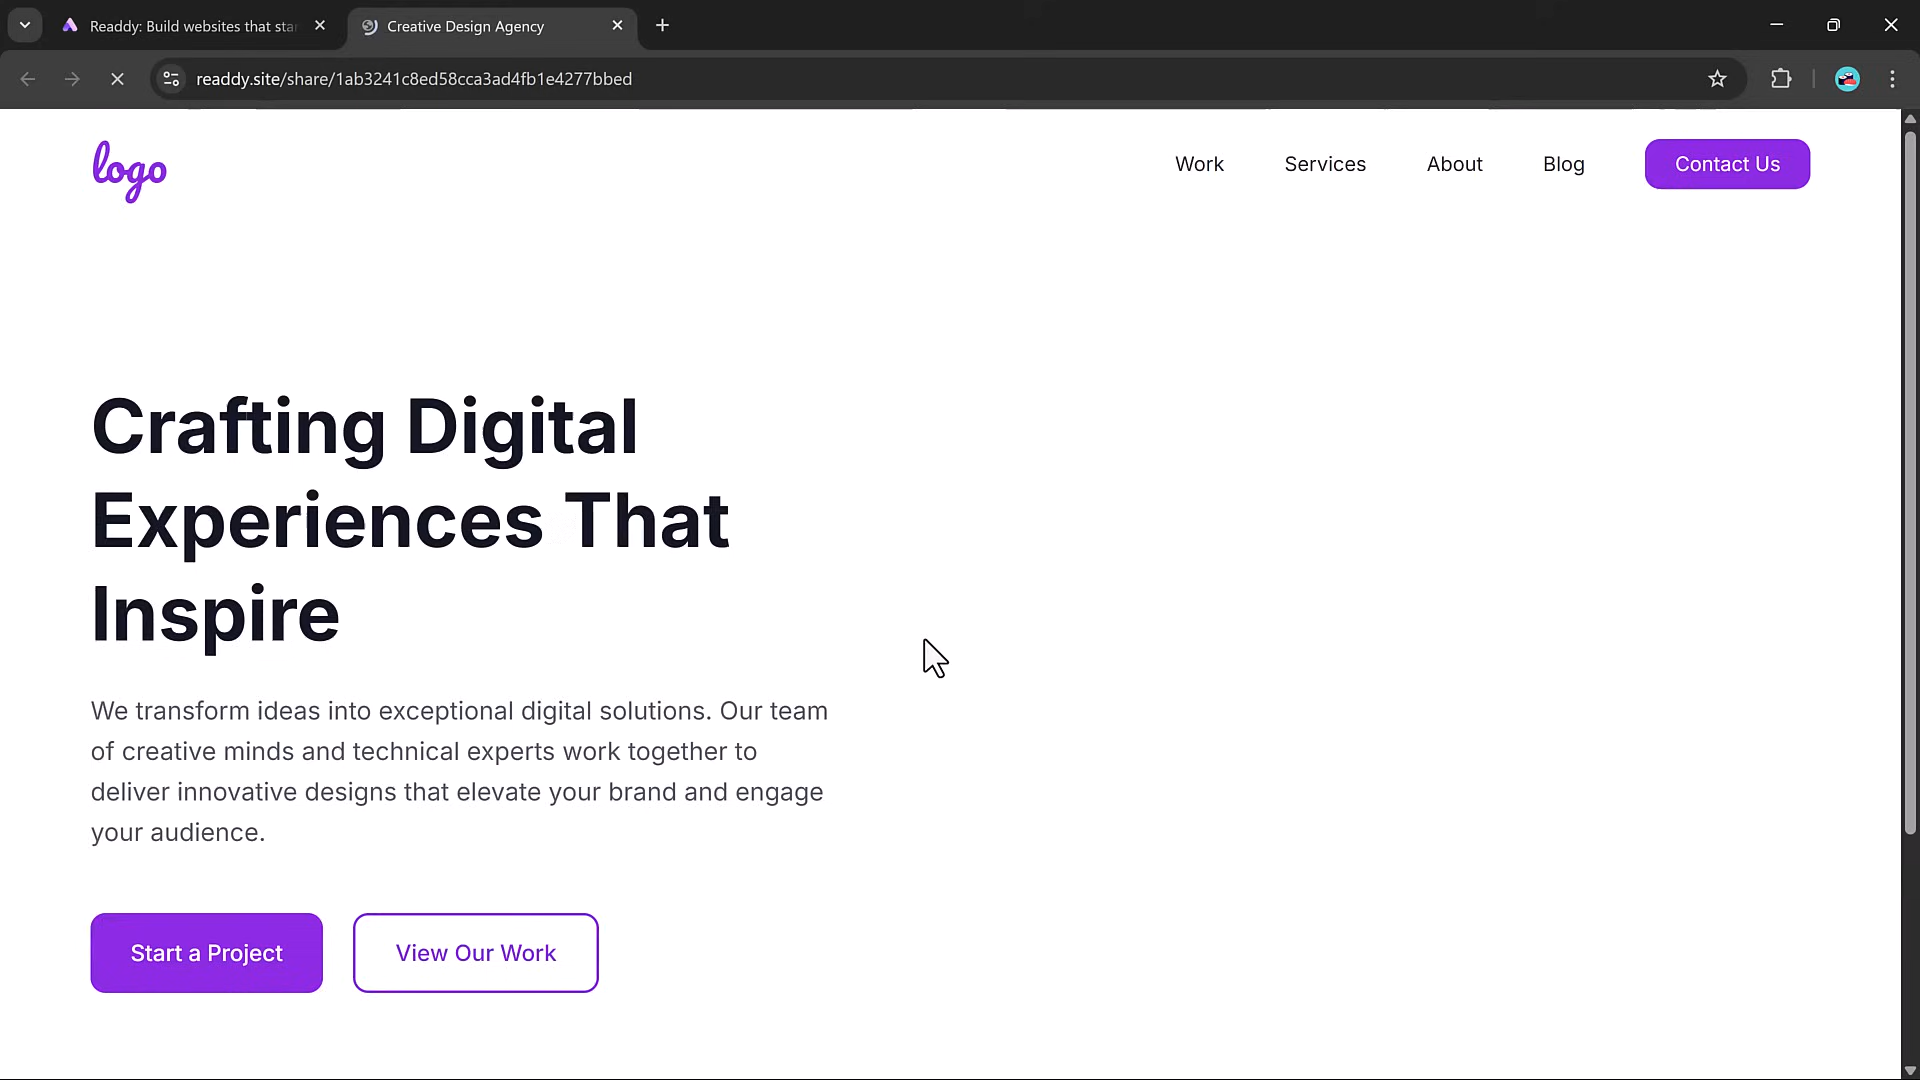 Readdy: Build websites that sta
Creative Design Agency
readdy.site/share/1ab3241c8ed58cca3ad4fb1e4277bbed
logo
Work
Services
About
Blog
Contact Us
Crafting Digital
Experiences That
Inspire
We transform ideas into exceptional digital solutions. Our team
of creative minds and technical experts work together to
deliver innovative designs that elevate your brand and engage
your audience.
Start a Project
View Our Work